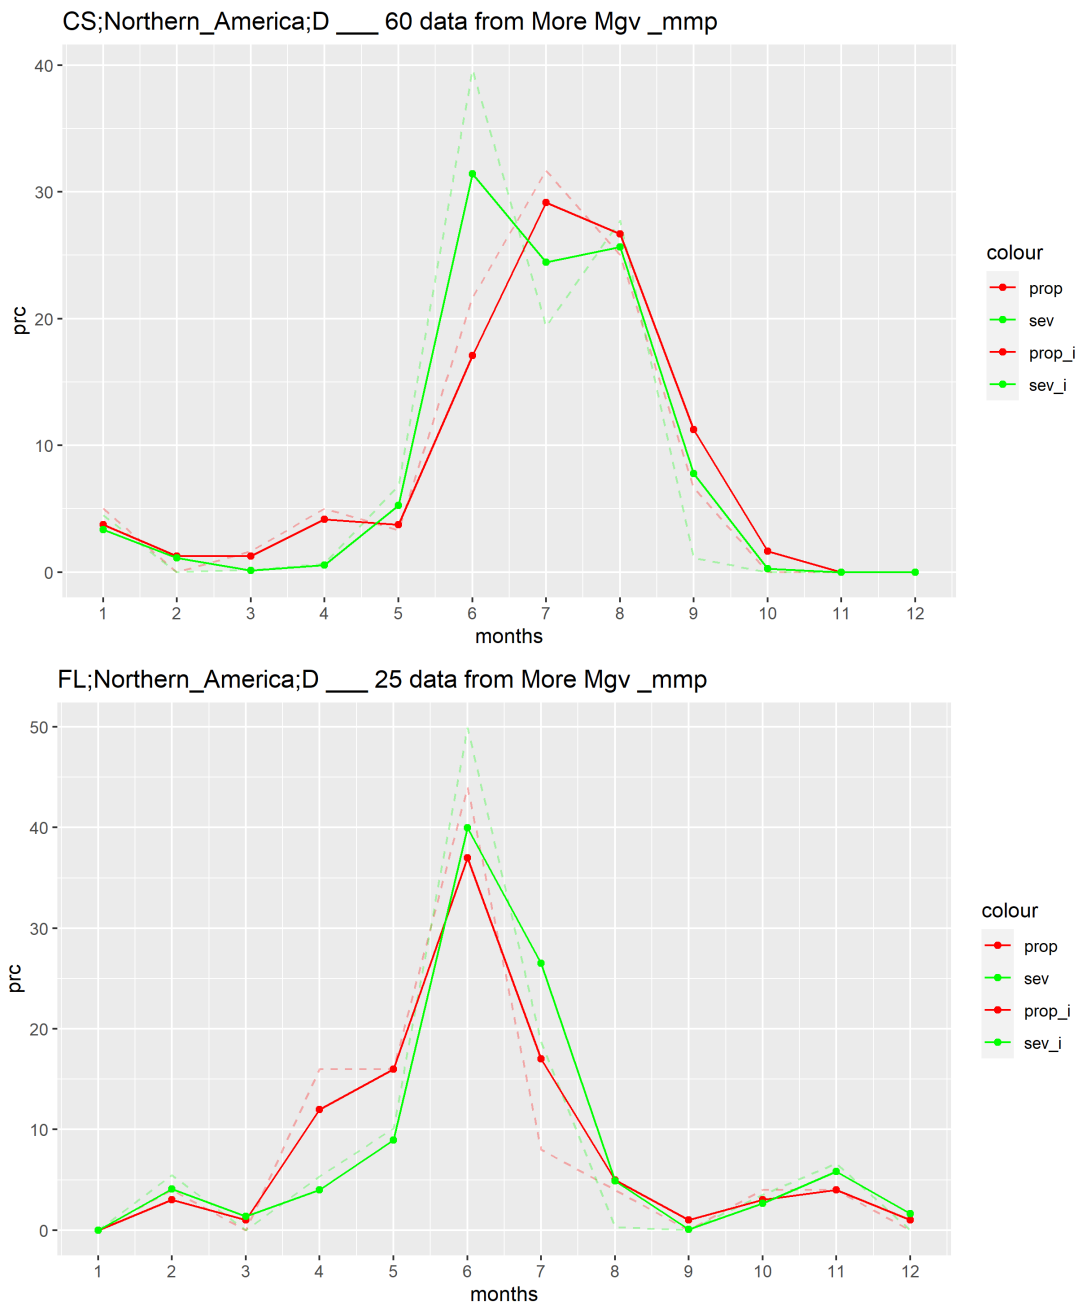 CS;Northern_America;D ___ 60 data from More Mgv _mmp
40
30
20
10
0
prc
1 2 3 4 5 6 7 8 9 10 11 12
months
colour
prop
sev
prop_i
sev_i
FL;Northern_America;D ___ 25 data from More Mgv _mmp
50
40
30
20
10
0
prc
1 2 3 4 5 6 7 8 9 10 11 12
months
colour
prop
sev
prop_i
sev_i